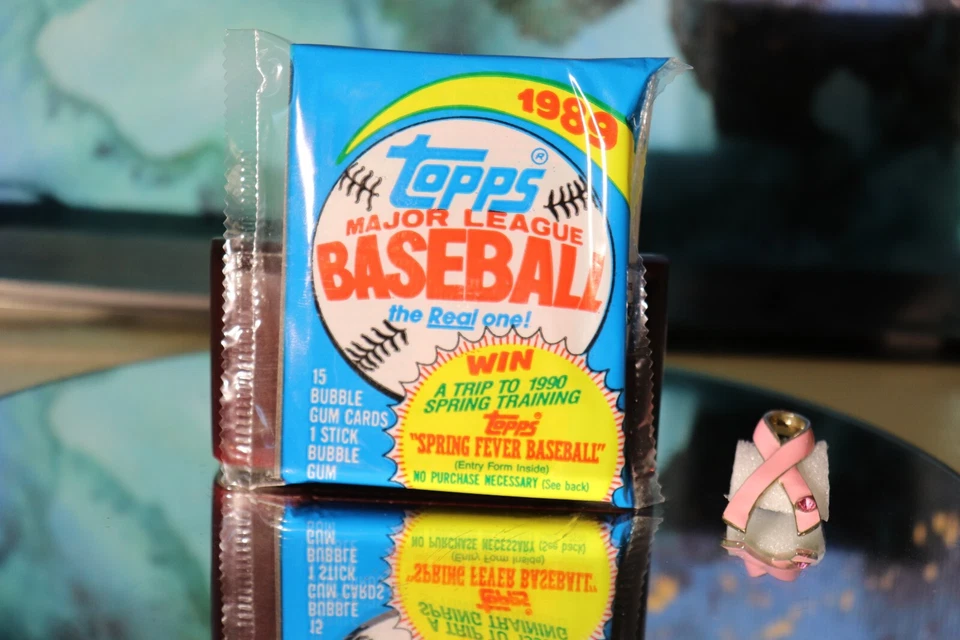 1989
topps®
MAJOR LEAGUE
BASEBALL
the Real one!
15
BUBBLE
GUM CARDS
1 STICK
BUBBLE
GUM
WIN
A TRIP TO 1990
SPRING TRAINING
topps®
"SPRING FEVER BASEBALL"
(Entry Form Inside)
NO PURCHASE NECESSARY (See back)